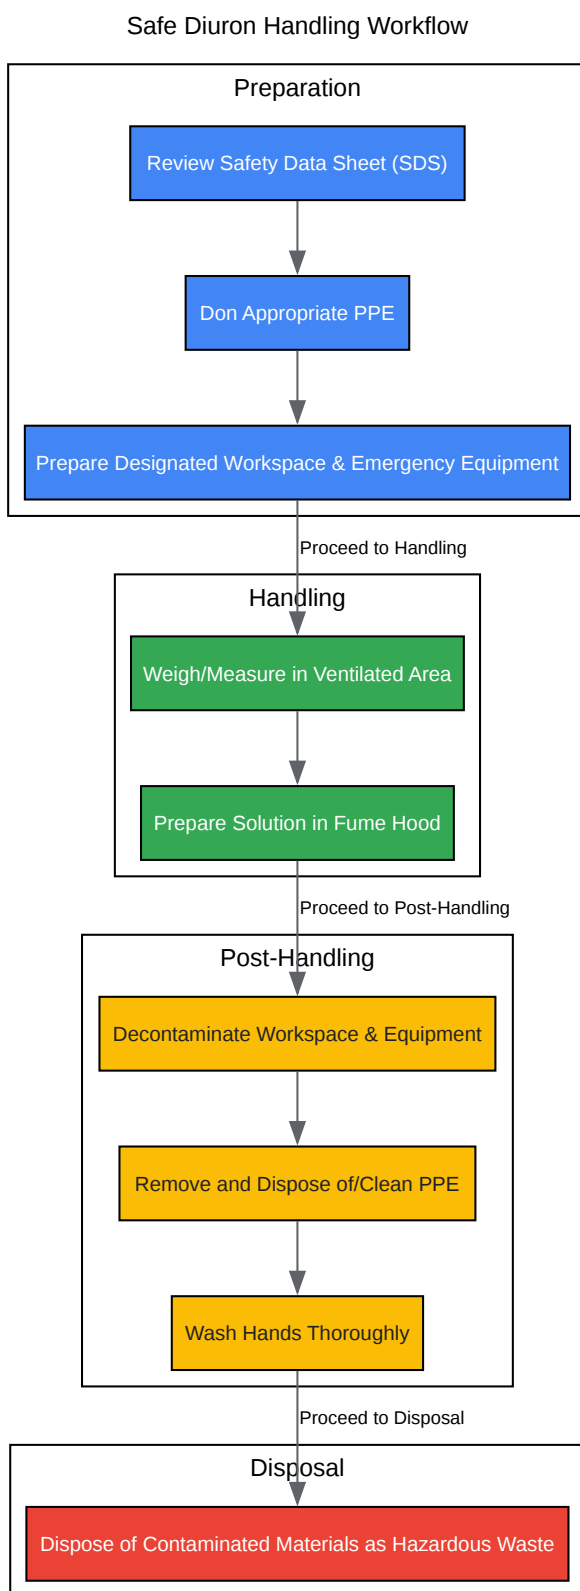 Safe Diuron Handling Workflow
Preparation
Review Safety Data Sheet (SDS)
Don Appropriate PPE
Prepare Designated Workspace & Emergency Equipment
Proceed to Handling
Handling
Weigh/Measure in Ventilated Area
Prepare Solution in Fume Hood
Proceed to Post-Handling
Post-Handling
Decontaminate Workspace & Equipment
Remove and Dispose of/Clean PPE
Wash Hands Thoroughly
Proceed to Disposal
Disposal
Dispose of Contaminated Materials as Hazardous Waste